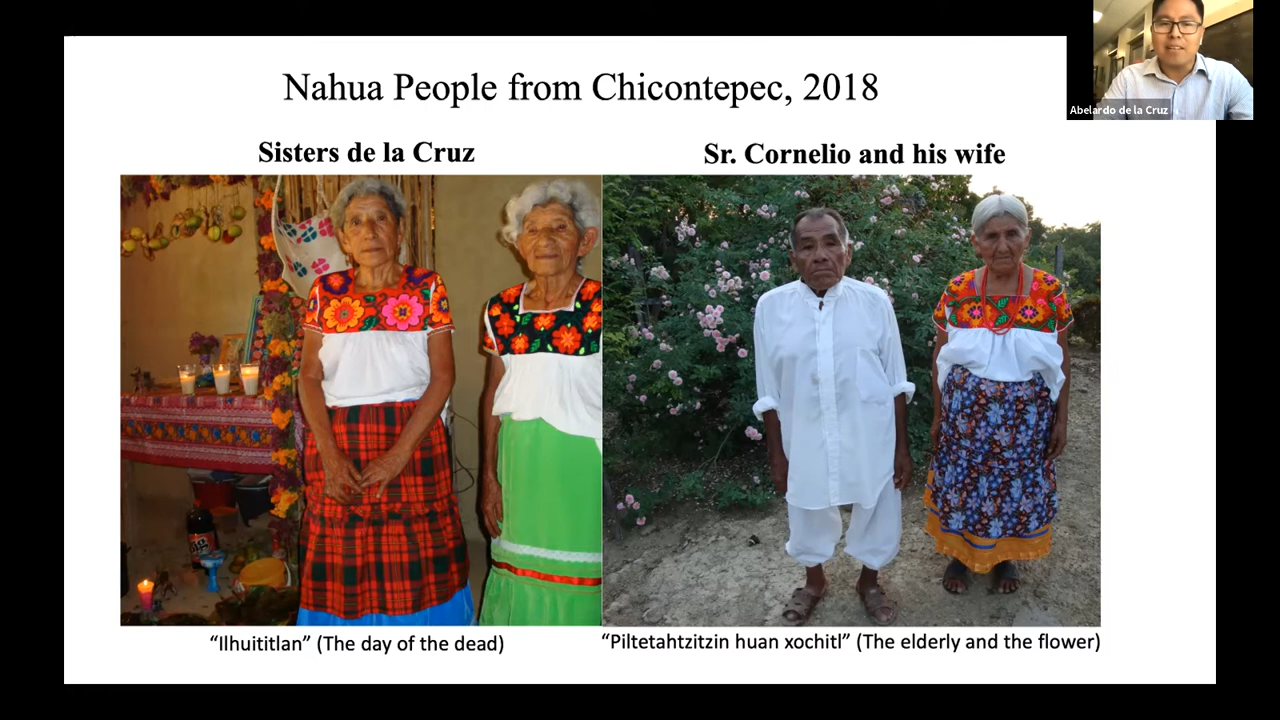 Nahua People from Chicontepec, 2018
Abelardo de la Cruz
Sisters de la Cruz
Sr. Cornelio and his wife
“Ilhuititlan” (The day of the dead)
“Piltetahtzitzin huan xochitl” (The elderly and the flower)